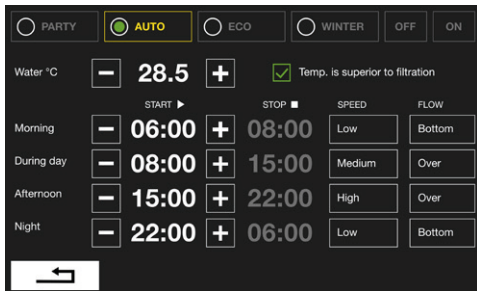 PARTY AUTO ECO WINTER OFF ON
Water °C − 28.5 + Temp. is superior to filtration
START STOP SPEED FLOW
Morning − 06:00 + 08:00 Low Bottom
During day − 08:00 + 15:00 Medium Over
Afternoon − 15:00 + 22:00 High Over
Night − 22:00 + 06:00 Low Bottom